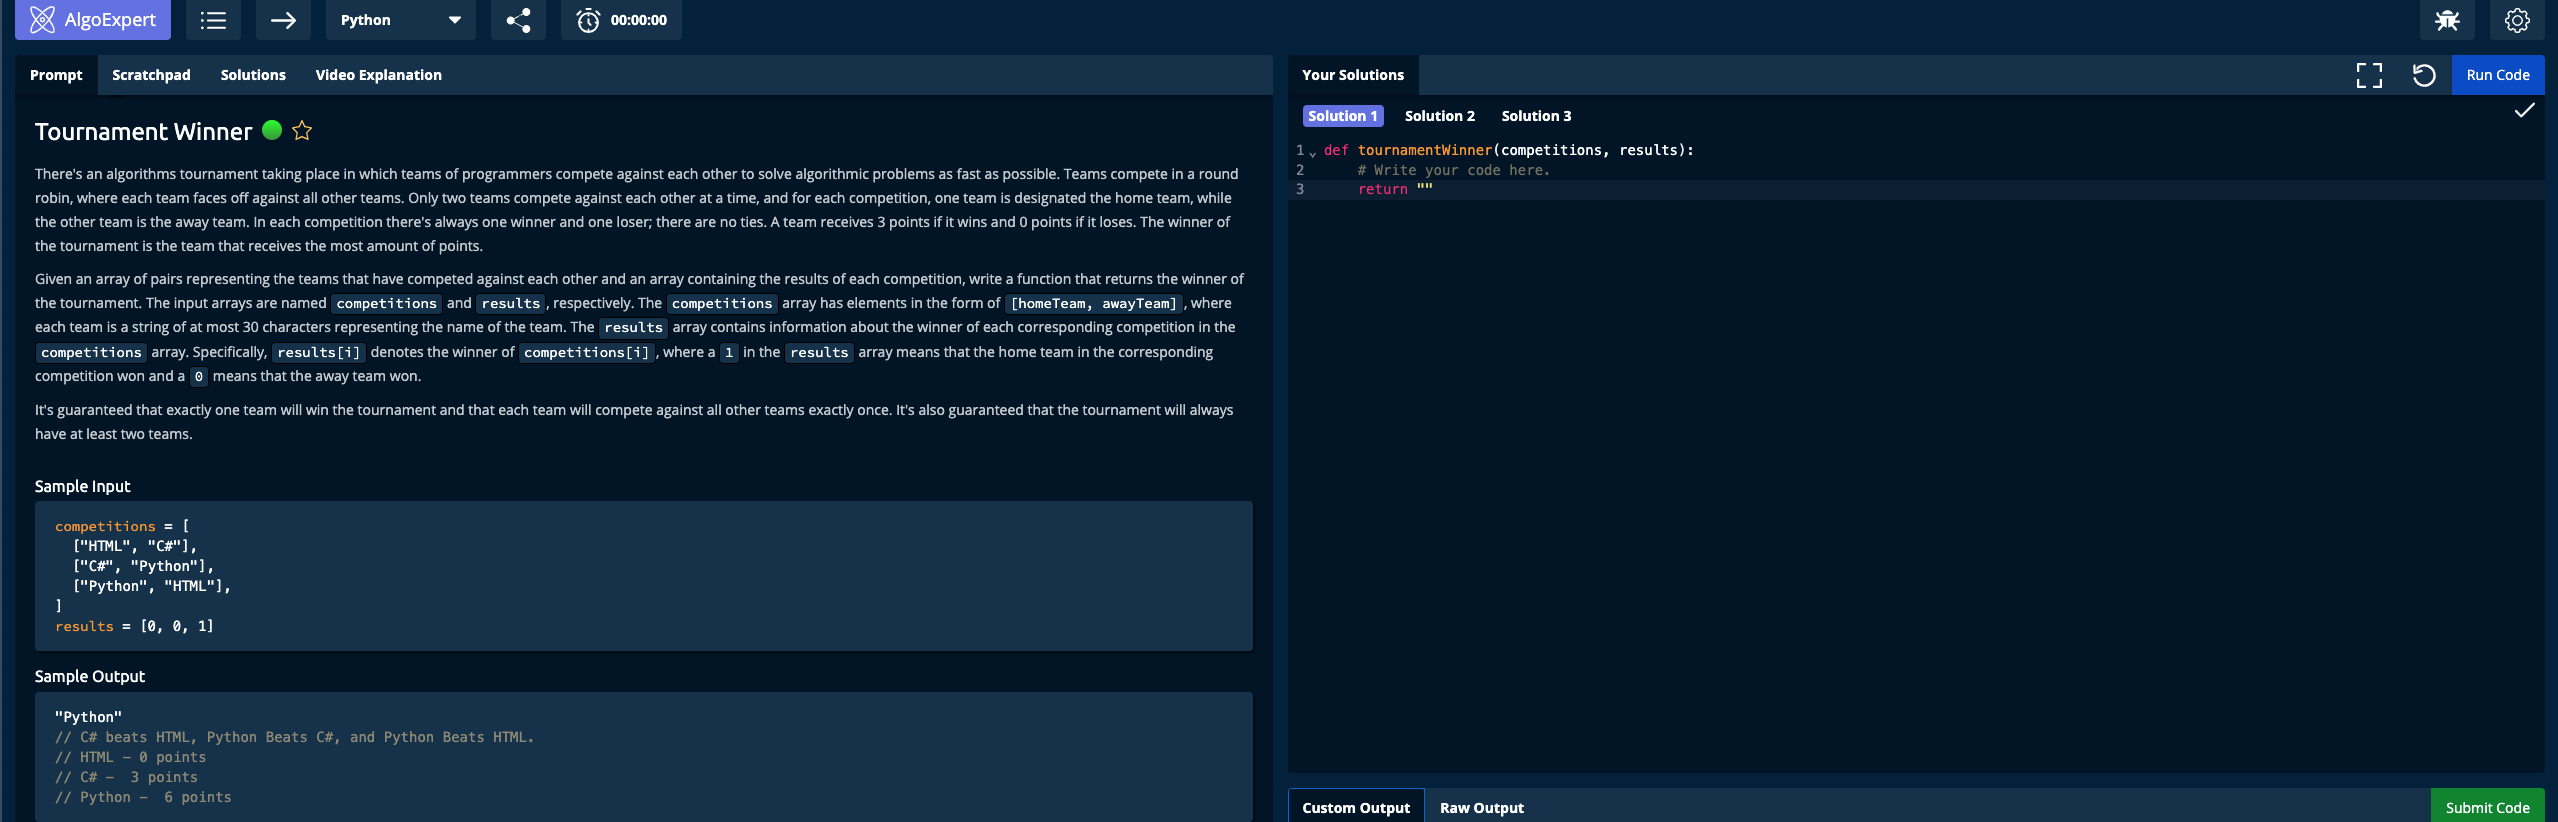 AlgoExpert
Python
00:00:00
Prompt Scratchpad Solutions Video Explanation
Tournament Winner
There's an algorithms tournament taking place in which teams of programmers compete against each other to solve algorithmic problems as fast as possible. Teams compete in a round
robin, where each team faces off against all other teams. Only two teams compete against each other at a time, and for each competition, one team is designated the home team, while
the other team is the away team. In each competition there's always one winner and one loser; there are no ties. A team receives 3 points if it wins and 0 points if it loses. The winner of
the tournament is the team that receives the most amount of points.
Given an array of pairs representing the teams that have competed against each other and an array containing the results of each competition, write a function that returns the winner of
the tournament. The input arrays are named competitions and results, respectively. The competitions array has elements in the form of [homeTeam, awayTeam], where
each team is a string of at most 30 characters representing the name of the team. The results array contains information about the winner of each corresponding competition in the
competitions array. Specifically, results[i] denotes the winner of competitions[i], where a 1 in the results array means that the home team in the corresponding
competition won and a 0 means that the away team won.
It's guaranteed that exactly one team will win the tournament and that each team will compete against all other teams exactly once. It's also guaranteed that the tournament will always
have at least two teams.
Sample Input
competitions = [
["HTML", "C#"],
["C#", "Python"],
["Python", "HTML"],
]
results = [0, 0, 1]
Sample Output
"Python"
// C# beats HTML, Python Beats C#, and Python Beats HTML.
// HTML - 0 points
// C# -  3 points
// Python -  6 points
Your Solutions
Run Code
Solution 1 Solution 2 Solution 3
1 def tournamentWinner(competitions, results):
2 # Write your code here.
3 return ""
Custom Output Raw Output
Submit Code